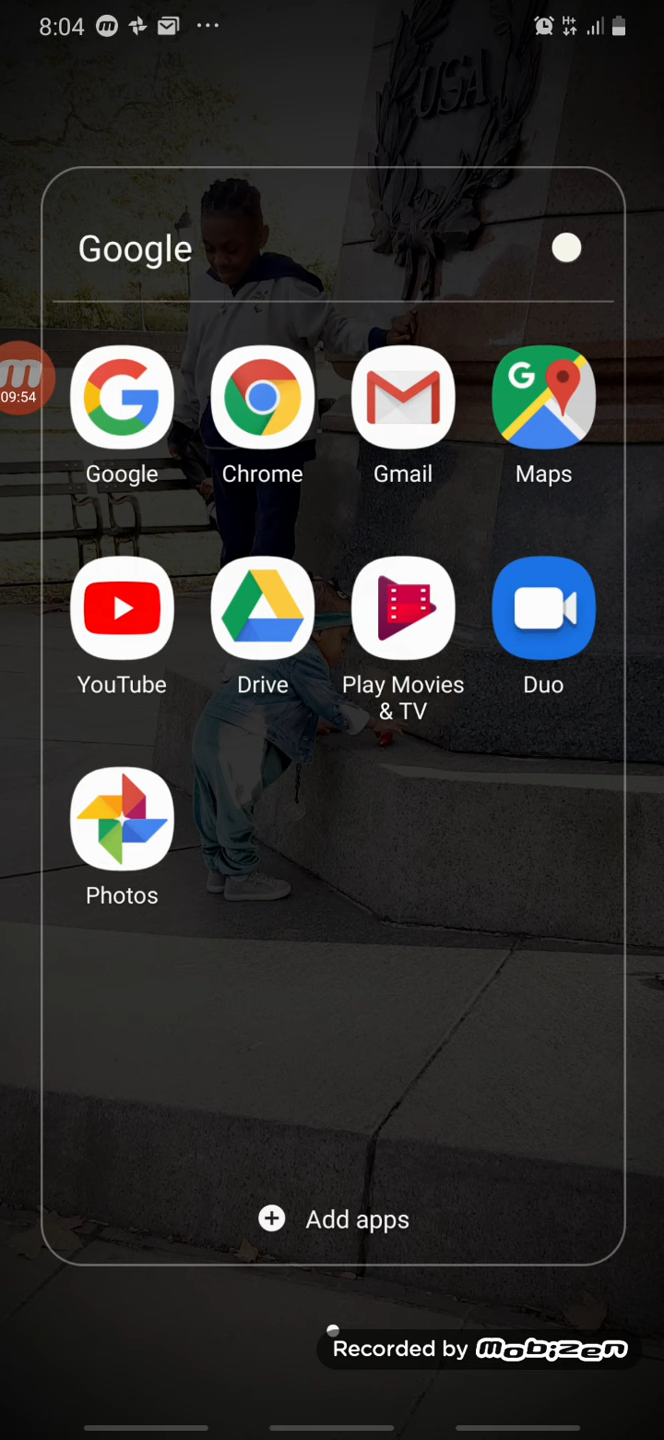 8:04
USA
Google
09:54
Google Chrome Gmail Maps
YouTube Drive Play Movies & TV Duo
Photos
Add apps
Recorded by mobizen